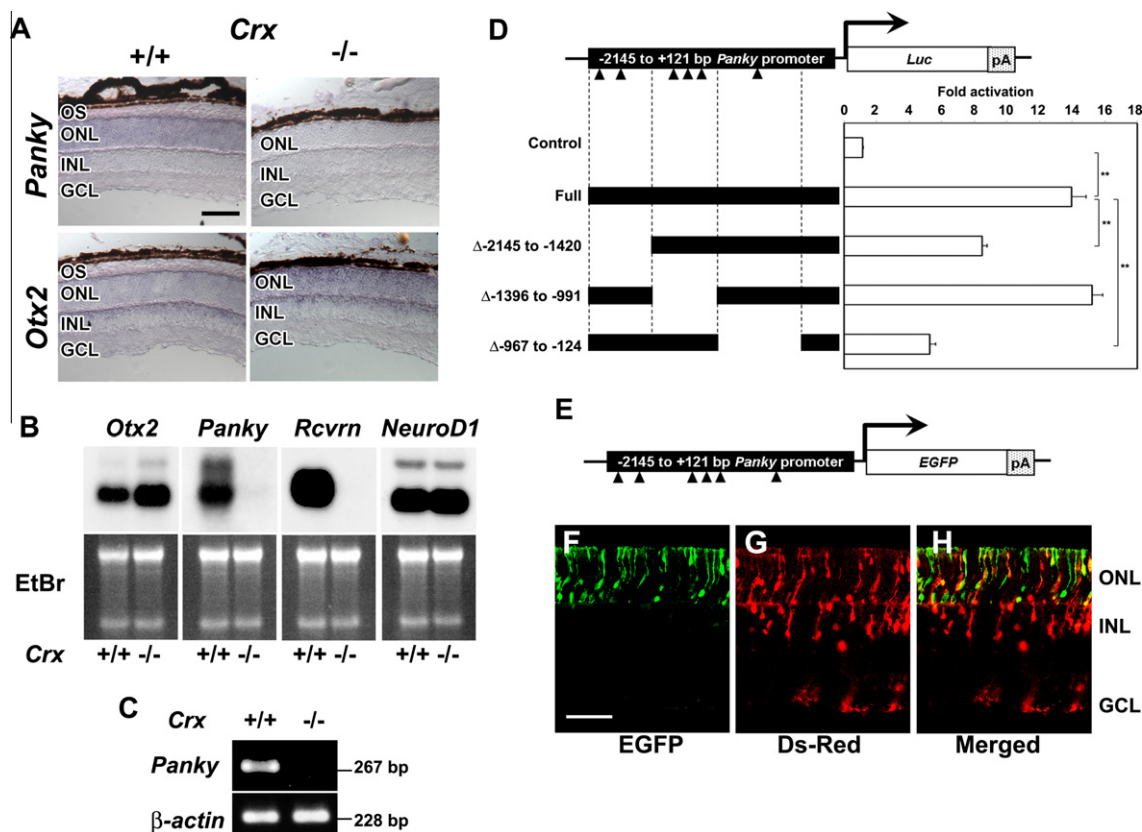 A
Crx
+/+ -/-
Panky
OS
ONL
INL
GCL
ONL
INL
GCL
Otx2
OS
ONL
INL
GCL
ONL
INL
GCL
B
Otx2 Panky Rcvrn NeuroD1
EtBr
Crx +/+ -/- +/+ -/- +/+ -/- +/+ -/-
C
Crx +/+ -/-
Panky 267 bp
β-actin 228 bp
D
-2145 to +121 bp Panky promoter Luc pA
Fold activation
0 2 4 6 8 10 12 14 16 18
Control
Full
Δ-2145 to -1420
Δ-1396 to -991
Δ-967 to -124
**
**
**
E
-2145 to +121 bp Panky promoter EGFP pA
F G H
ONL
INL
GCL
EGFP Ds-Red Merged